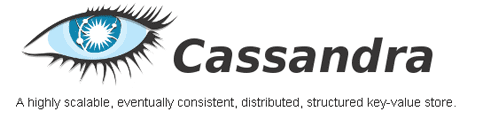 Cassandra
A highly scalable, eventually consistent, distributed, structured key-value store.